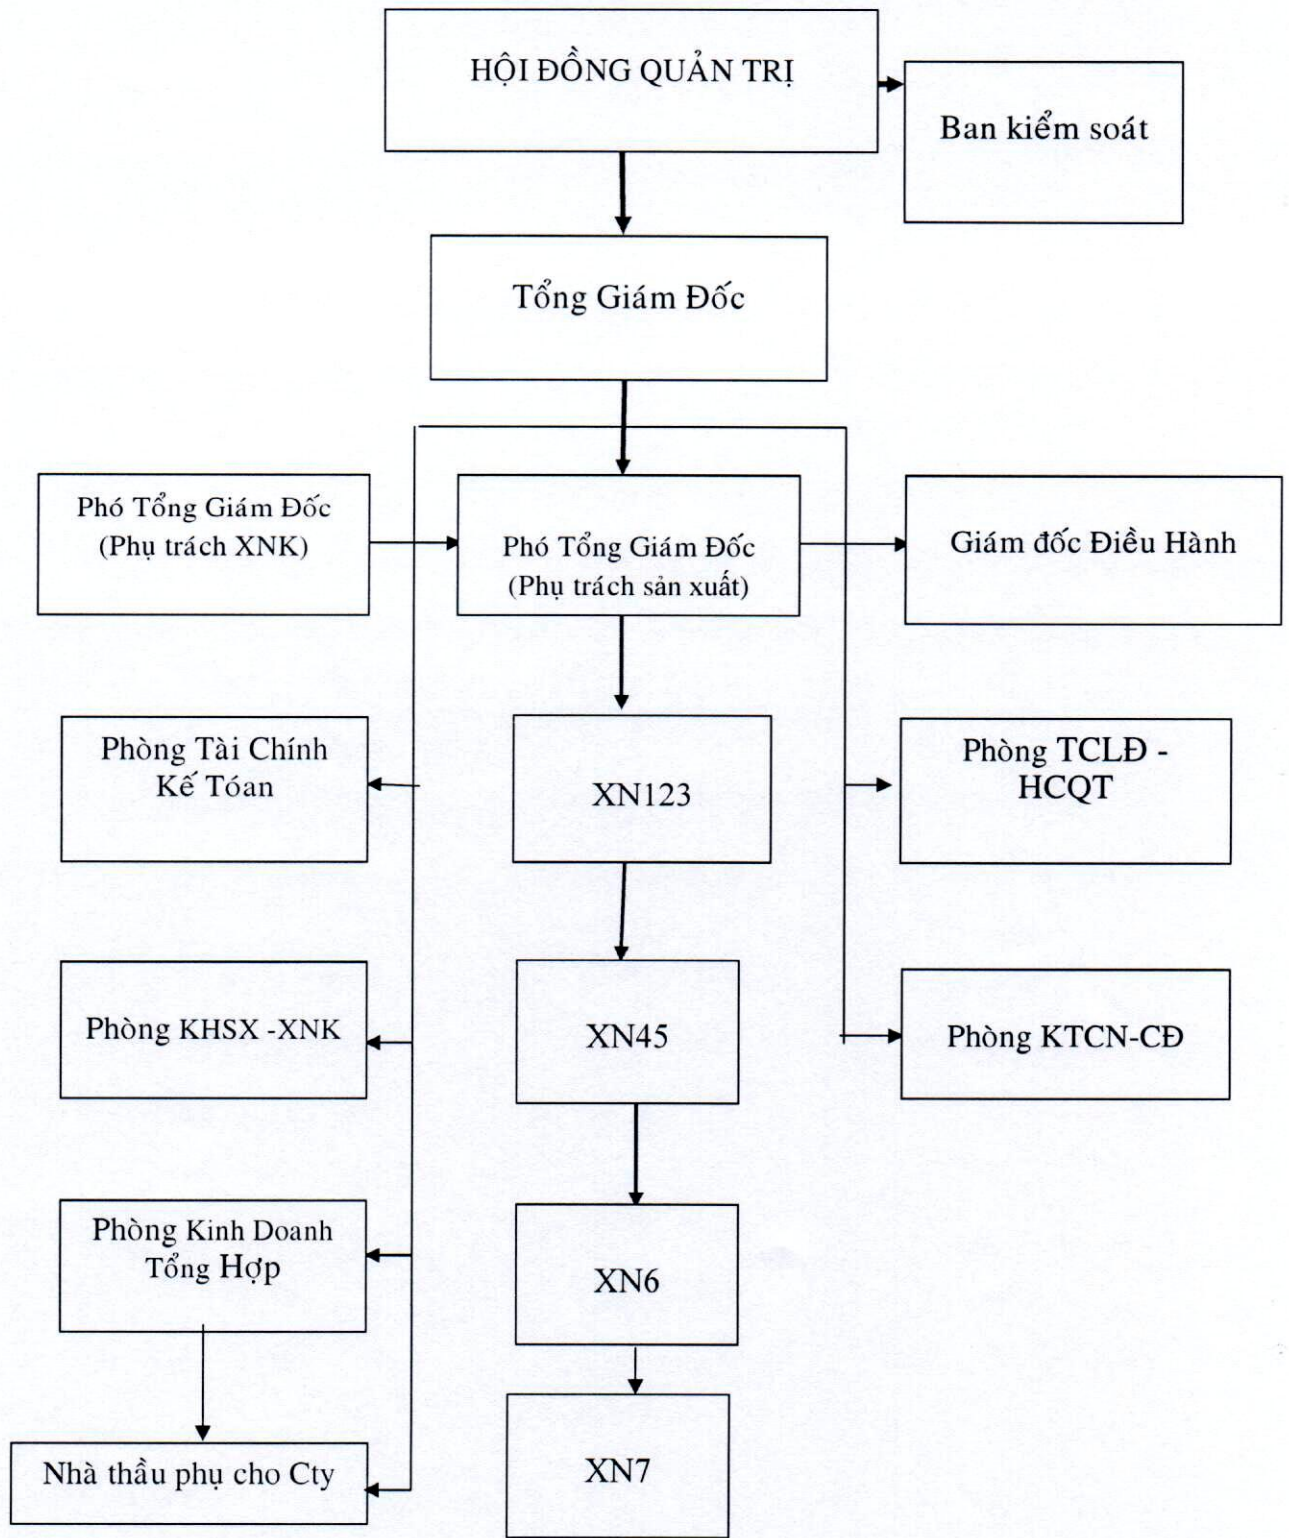 HỘI ĐỒNG QUẢN TRỊ
Ban kiểm soát
Tổng Giám Đốc
Phó Tổng Giám Đốc
(Phụ trách XNK)
Phó Tổng Giám Đốc
(Phụ trách sản xuất)
Giám đốc Điều Hành
Phòng Tài Chính
Kế Tóan
XN123
Phòng TCLĐ -
HCQT
Phòng KHSX -XNK
XN45
Phòng KTCN-CĐ
Phòng Kinh Doanh
Tổng Hợp
XN6
Nhà thầu phụ cho Cty
XN7